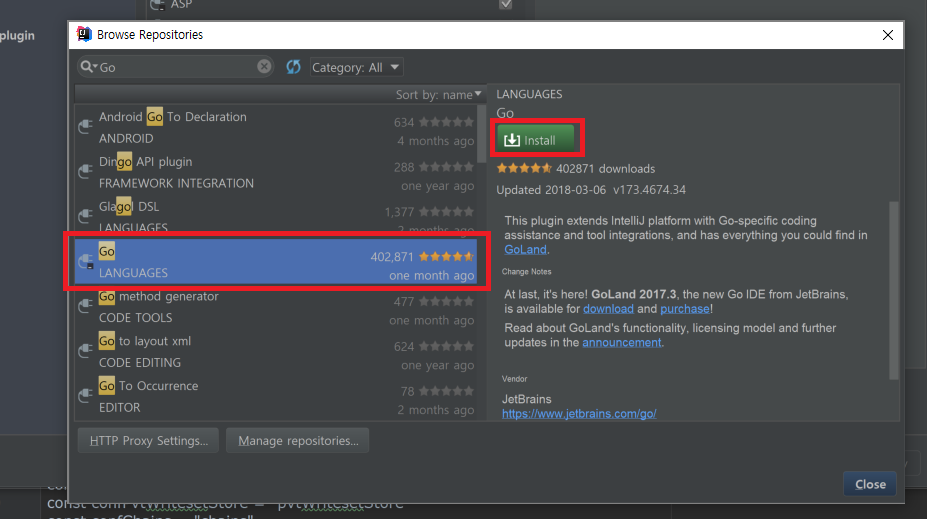 ASP
plugin
Browse Repositories
Go
Category: All
Sort by: name
Android Go To Declaration
634
ANDROID
4 months ago
Dingo API plugin
288
FRAMEWORK INTEGRATION
one year ago
Glagol DSL
1,377
LANGUAGES
2 months ago
Go
402,871
LANGUAGES
one month ago
Go method generator
477
CODE TOOLS
one month ago
Go to layout xml
624
CODE EDITING
one year ago
Go To Occurrence
78
EDITOR
2 months ago
LANGUAGES
Go
Install
402871 downloads
Updated 2018-03-06 v173.4674.34
This plugin extends IntelliJ platform with Go-specific coding
assistance and tool integrations, and has everything you could find in
GoLand.
Change Notes
At last, it's here! GoLand 2017.3, the new Go IDE from JetBrains,
is available for download and purchase!
Read about GoLand's functionality, licensing model and further
updates in the announcement.
Vendor
JetBrains
https://www.jetbrains.com/go/
HTTP Proxy Settings...
Manage repositories...
Close